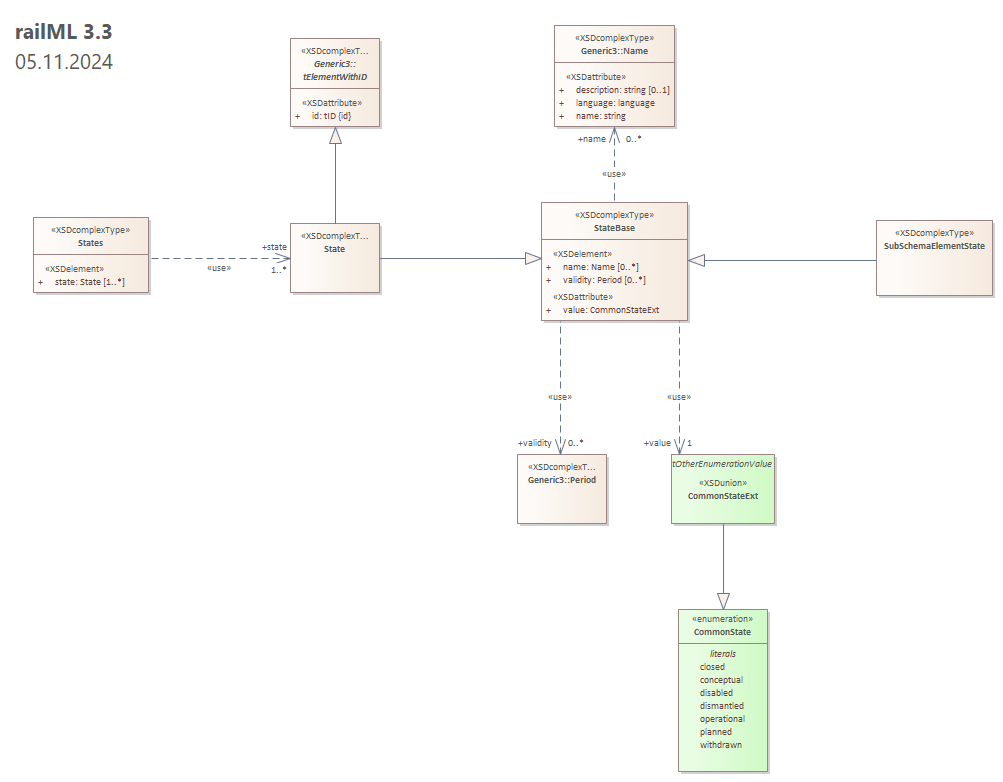 railML 3.3
05.11.2024
«XSDcomplexT...
Generic3::
tElementWithID
«XSDattribute»
+ id: tID {id}
«XSDcomplexType»
Generic3::Name
«XSDattribute»
+ description: string [0..1]
+ language: language
+ name: string
+name 0..*
«use»
«XSDcomplexType»
States
«XSDelement»
+ state: State [1..*]
+state
«use» 1..*
«XSDcomplexT...
State
«XSDcomplexType»
StateBase
«XSDelement»
+ name: Name [0..*]
+ validity: Period [0..*]
«XSDattribute»
+ value: CommonStateExt
«XSDcomplexType»
SubSchemaElementState
«use»
«use»
+validity 0..*
+value 1
«XSDcomplexT...
Generic3::Period
tOtherEnumerationValue
«XSDunion»
CommonStateExt
«enumeration»
CommonState
literals
closed
conceptual
disabled
dismantled
operational
planned
withdrawn